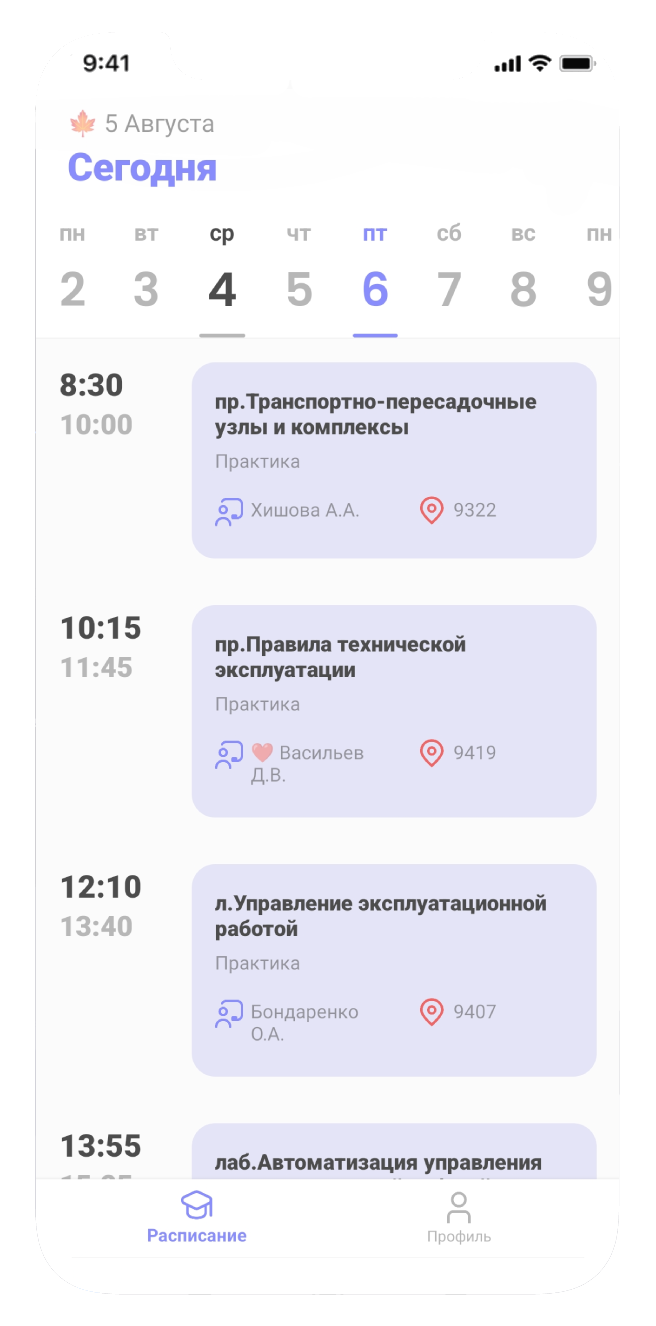 9:41
5 Августа
Сегодня
пн вт ср чт пт сб вс пн
2 3 4 5 6 7 8 9
8:30
10:00
пр.Транспортно-пересадочные
узлы и комплексы
Практика
Хишова А.А. 9322
10:15
11:45
пр.Правила технической
эксплуатации
Практика
Васильев 9419
Д.В.
12:10
13:40
л.Управление эксплуатационной
работой
Практика
Бондаренко 9407
О.А.
13:55
лаб.Автоматизация управления
Расписание Профиль